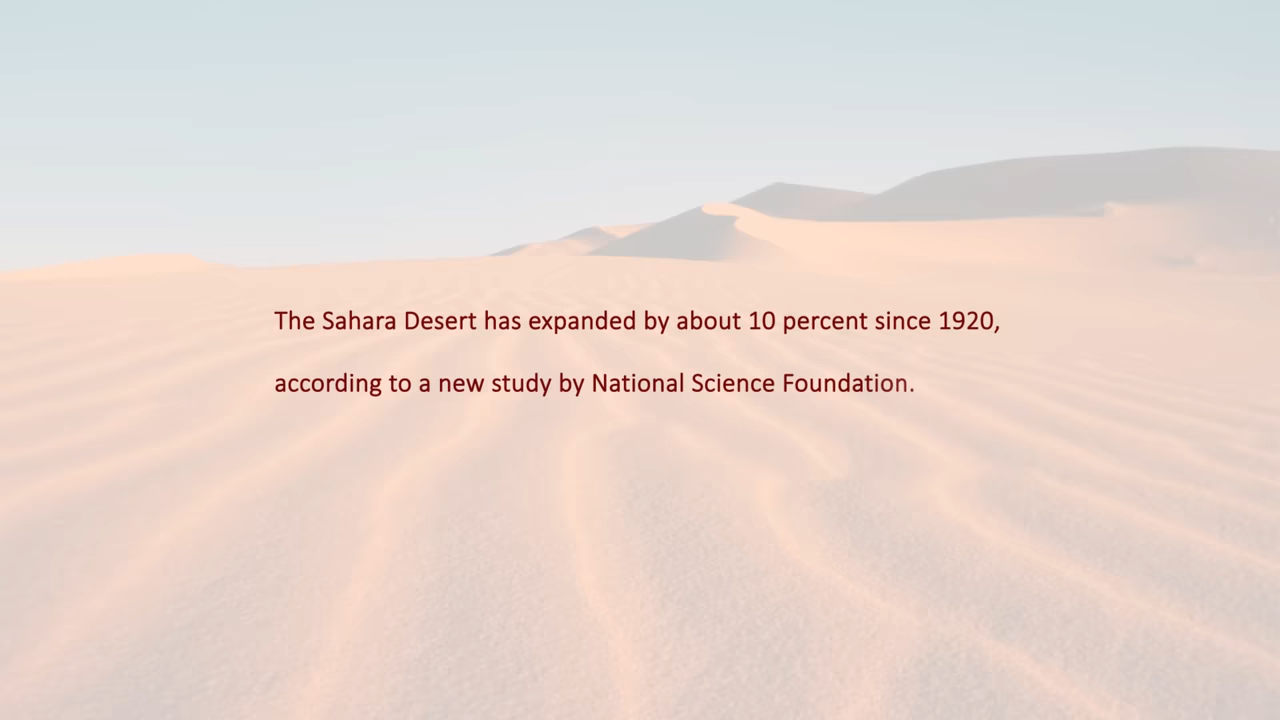 The Sahara Desert has expanded by about 10 percent since 1920,
according to a new study by National Science Foundation.